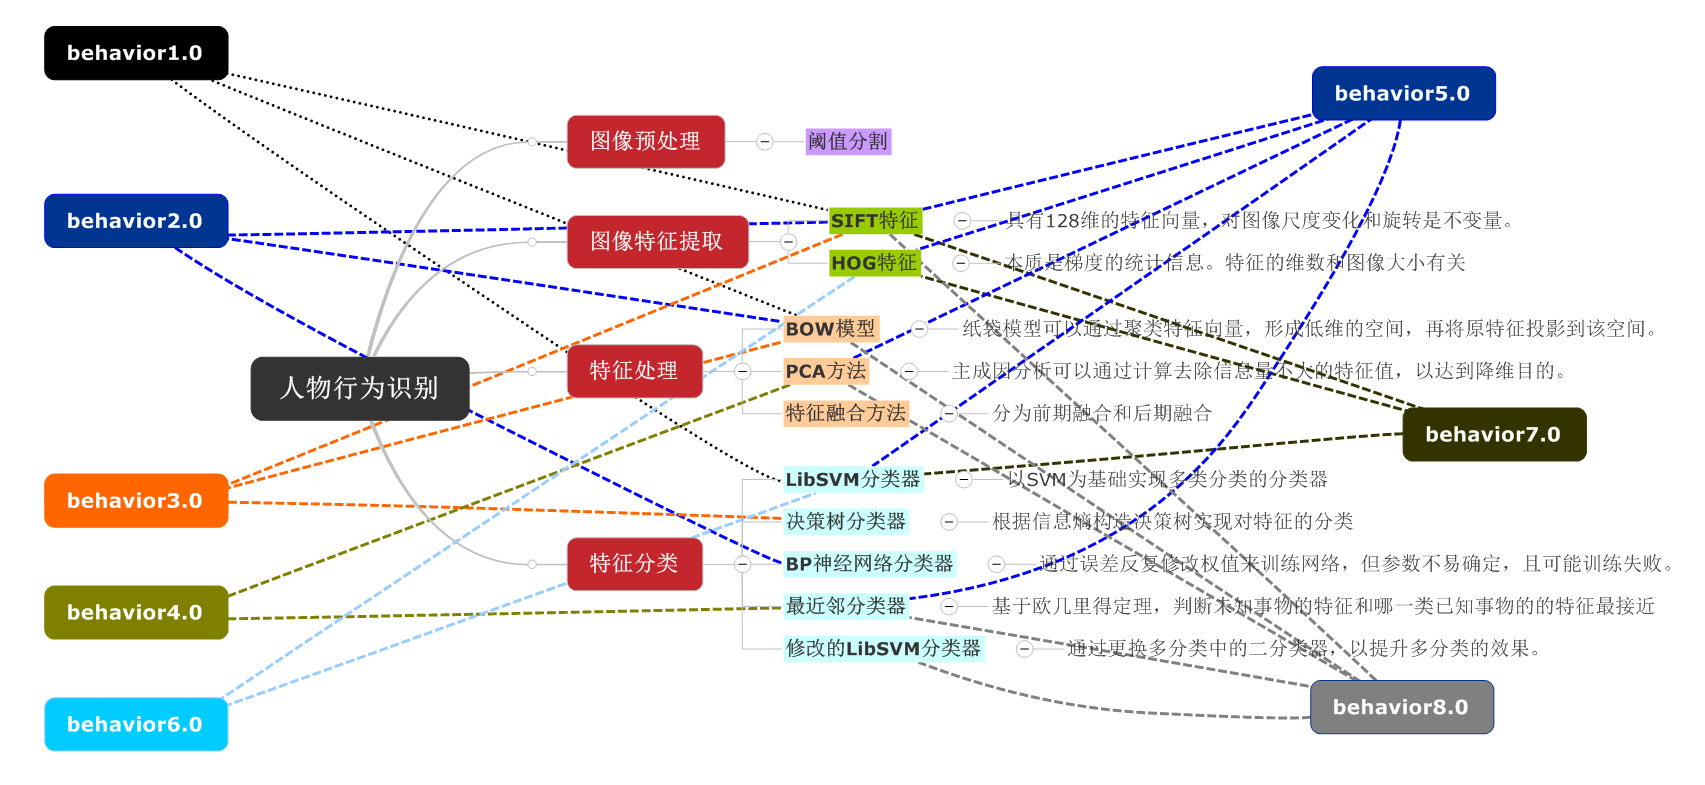 behavior1.0
behavior5.0
图像预处理
阈值分割
behavior2.0
图像特征提取
SIFT特征
具有128维的特征向量，对图像尺度变化和旋转是不变量。
HOG特征
本质是梯度的统计信息。特征的维数和图像大小有关
人物行为识别
特征处理
BOW模型
纸袋模型可以通过聚类特征向量，形成低维的空间，再将原特征投影到该空间。
PCA方法
主成因分析可以通过计算去除信息量不大的特征值，以达到降维目的。
特征融合方法
分为前期融合和后期融合
behavior7.0
behavior3.0
特征分类
LibSVM分类器
以SVM为基础实现多类分类的分类器
决策树分类器
根据信息熵构造决策树实现对特征的分类
BP神经网络分类器
通过误差反复修改权值来训练网络，但参数不易确定，且可能训练失败。
最近邻分类器
基于欧几里得定理，判断未知事物的特征和哪一类已知事物的的特征最接近
修改的LibSVM分类器
通过更换多分类中的二分类器，以提升多分类的效果。
behavior4.0
behavior6.0
behavior8.0